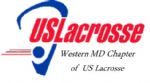 USLacrosse
Western MD Chapter
of US Lacrosse